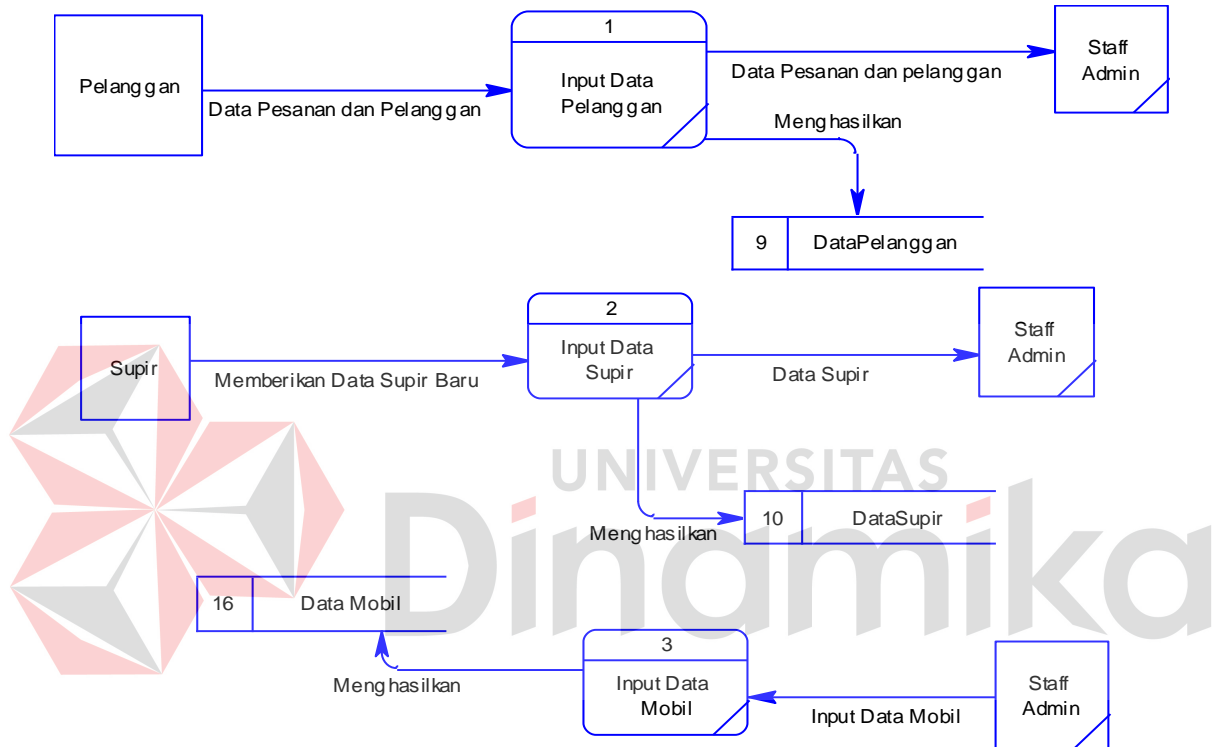 1
Pelanggan
Data Pesanan dan Pelanggan
Input Data
Pelanggan
Data Pesanan dan pelanggan
Staff
Admin
Menghasilkan
9 DataPelanggan
2
Supir
Memberikan Data Supir Baru
Input Data
Supir
Data Supir
Staff
Admin
UNIVERSITAS
Dinamika
Menghasilkan
10 DataSupir
16 Data Mobil
3
Menghasilkan
Input Data
Mobil
Input Data Mobil
Staff
Admin